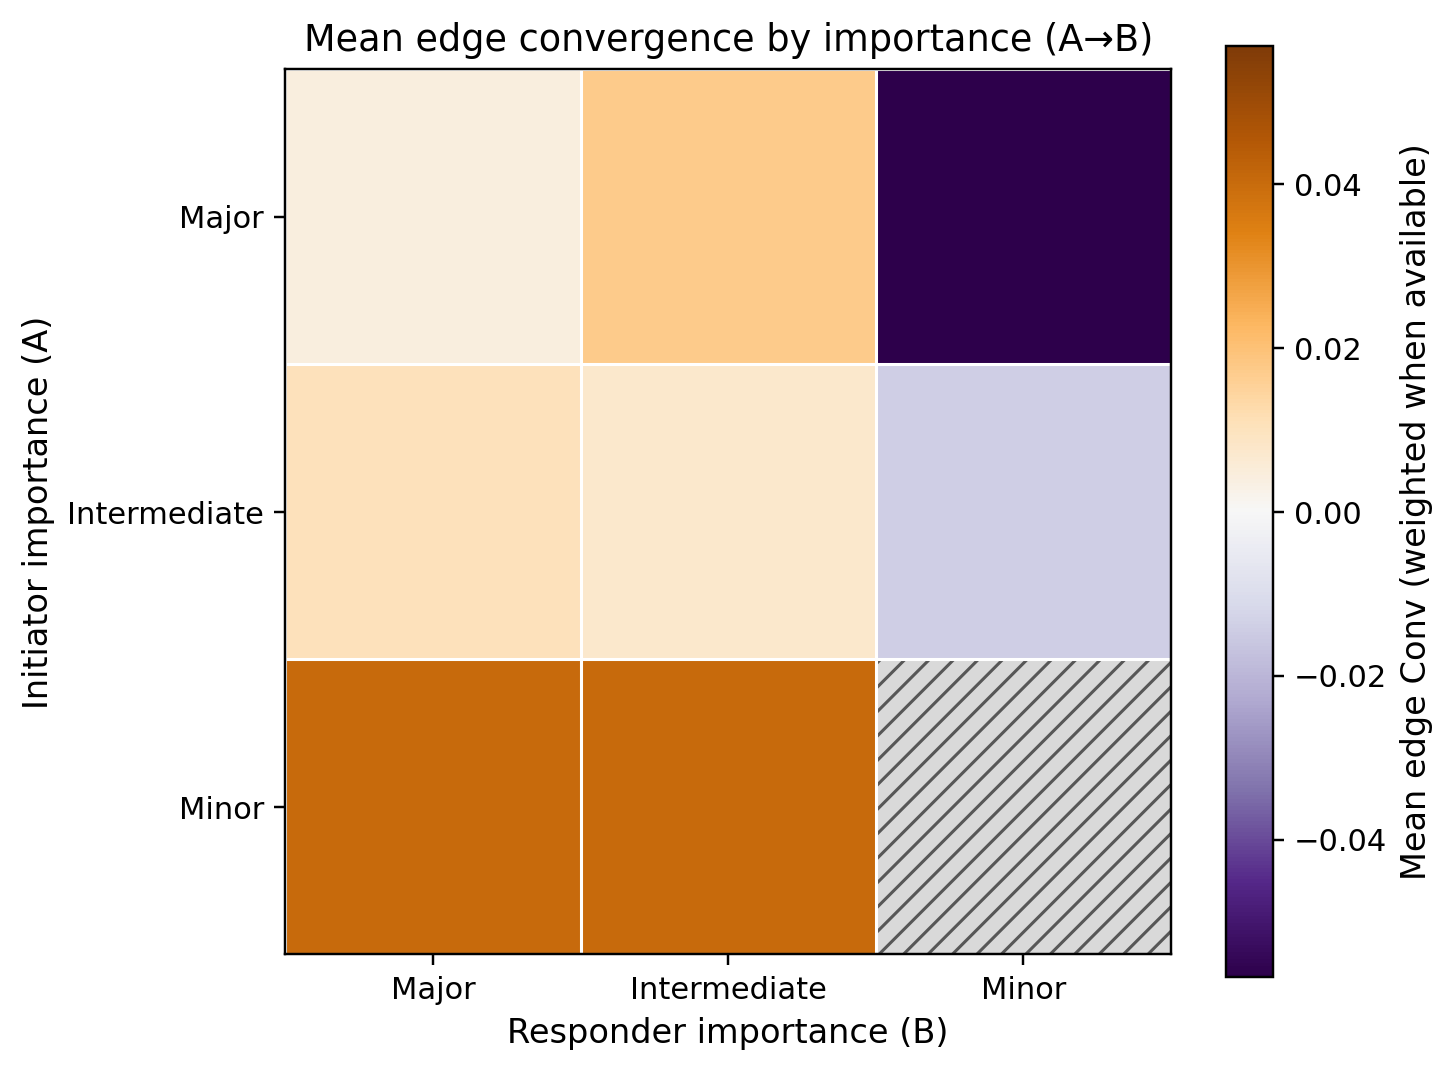 Mean edge convergence by importance (A→B)
Initiator importance (A)
Major
Intermediate
Minor
Major
Intermediate
Minor
Responder importance (B)
0.04
0.02
0.00
−0.02
−0.04
Mean edge Conv (weighted when available)